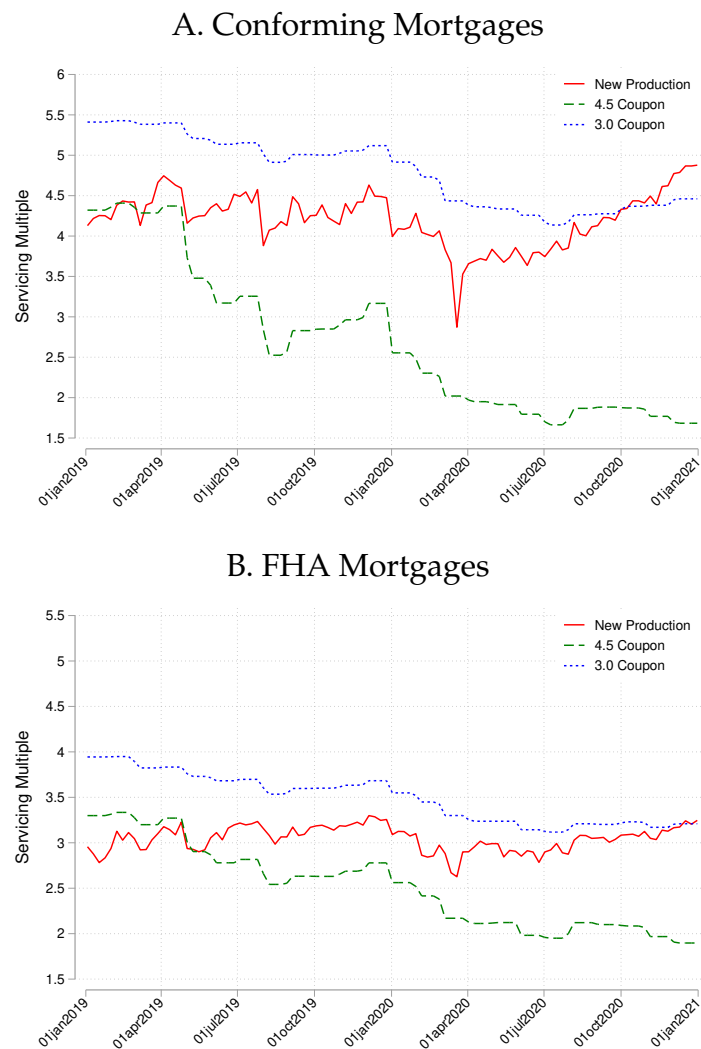 A. Conforming Mortgages
6
5.5
5
4.5
4
3.5
3
2.5
2
1.5
Servicing Multiple
New Production
4.5 Coupon
3.0 Coupon
01jan2019
01apr2019
01jul2019
01oct2019
01jan2020
01apr2020
01jul2020
01oct2020
01jan2021
B. FHA Mortgages
5.5
5
4.5
4
3.5
3
2.5
2
1.5
Servicing Multiple
New Production
4.5 Coupon
3.0 Coupon
01jan2019
01apr2019
01jul2019
01oct2019
01jan2020
01apr2020
01jul2020
01oct2020
01jan2021